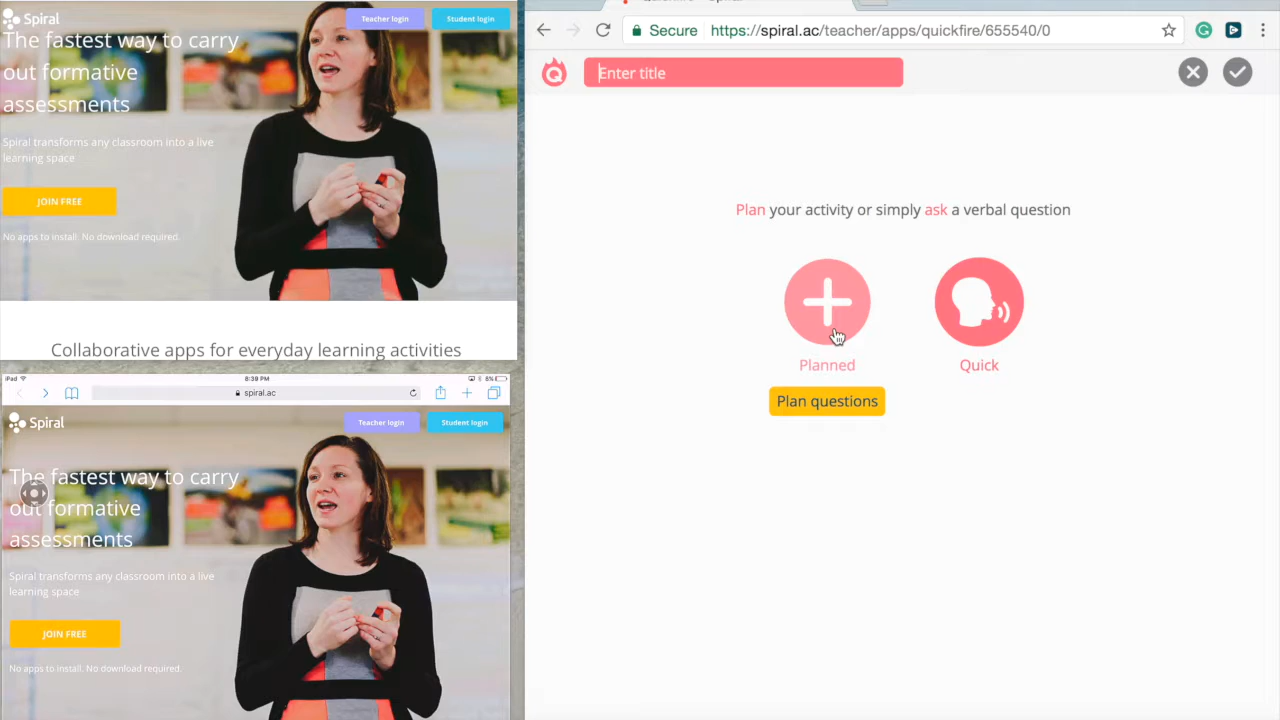 Spiral
Teacher login
Student login
The fastest way to carry
out formative
assessments
Spiral transforms any classroom into a live
learning space
JOIN FREE
No apps to install. No download required.
Collaborative apps for everyday learning activities
iPad
8:39 PM
6%
spiral.ac
Spiral
Teacher login
Student login
The fastest way to carry
out formative
assessments
Spiral transforms any classroom into a live
learning space
JOIN FREE
No apps to install. No download required.
Secure
https://spiral.ac/teacher/apps/quickfire/655540/0
Enter title
Plan your activity or simply ask a verbal question
Planned
Quick
Plan questions